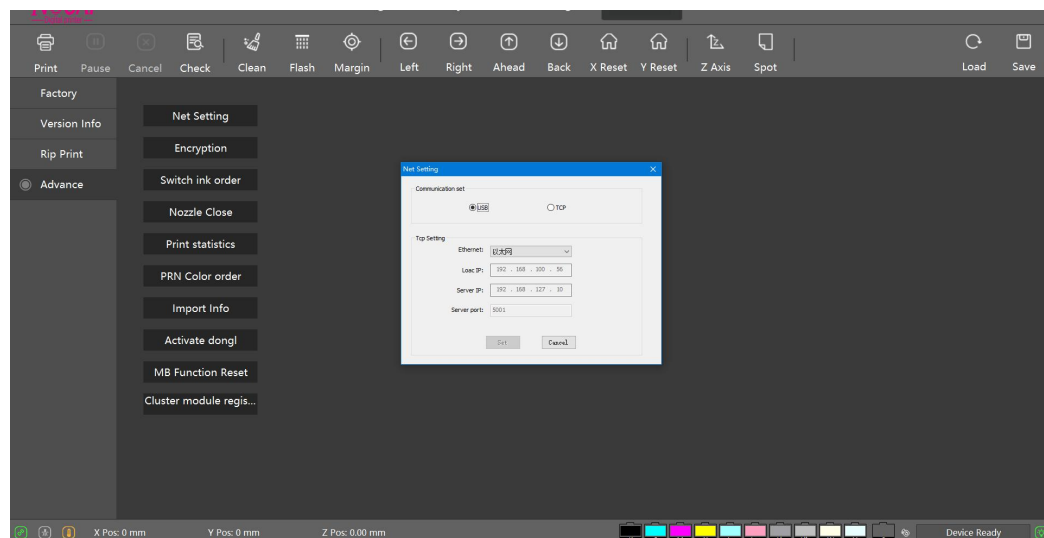 Print Pause Cancel Check Clean Flash Margin Left Right Ahead Back X Reset Y Reset Z Axis Spot Load Save
Factory
Version Info
Rip Print
Advance
Net Setting
Encryption
Switch ink order
Nozzle Close
Print statistics
PRN Color order
Import Info
Activate dongl
MB Function Reset
Cluster module regis...
Net Setting
Communication set
USB TCP
Tcp Setting
Ethernet: 以太网
Loac IP: 192 . 168 . 100 . 56
Server IP: 192 . 168 . 127 . 10
Server port: 5001
Cancel
X Pos: 0 mm Y Pos: 0 mm Z Pos: 0.00 mm Device Ready